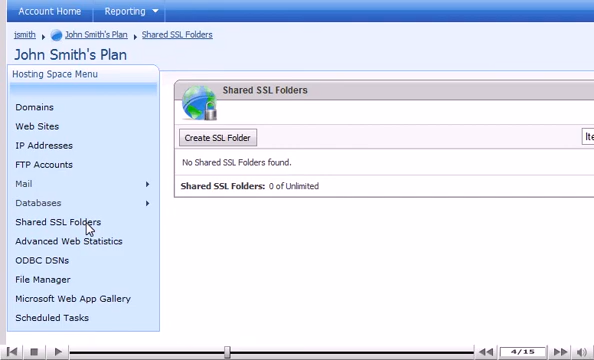 Account Home Reporting
jsmith John Smith's Plan Shared SSL Folders
John Smith's Plan
Hosting Space Menu
Domains
Web Sites
IP Addresses
FTP Accounts
Mail
Databases
Shared SSL Folders
Advanced Web Statistics
ODBC DSNs
File Manager
Microsoft Web App Gallery
Scheduled Tasks
Shared SSL Folders
Create SSL Folder
No Shared SSL Folders found.
Shared SSL Folders: 0 of Unlimited
4/15